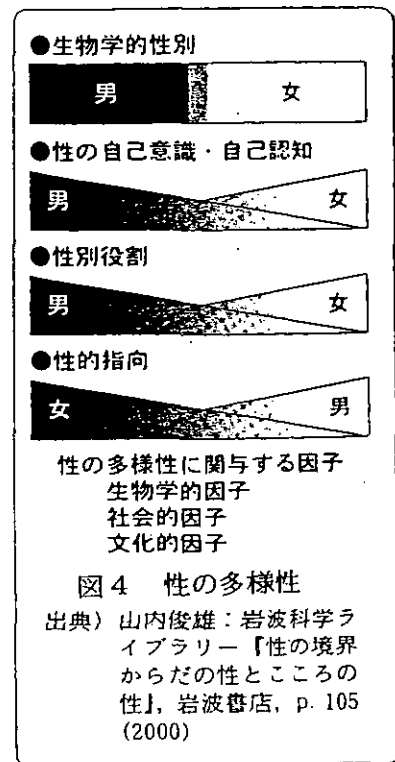 ●生物学的性別
男 女
●性の自己意識・自己認知
男 女
●性別役割
男 女
●性的指向
女 男
性の多様性に関与する因子
生物学的因子
社会的因子
文化的因子
図4 性の多様性
出典) 山内俊雄:岩波科学ラ
イブラリー『性の境界
からだの性とこころの
性』, 岩波書店, p. 105
(2000)